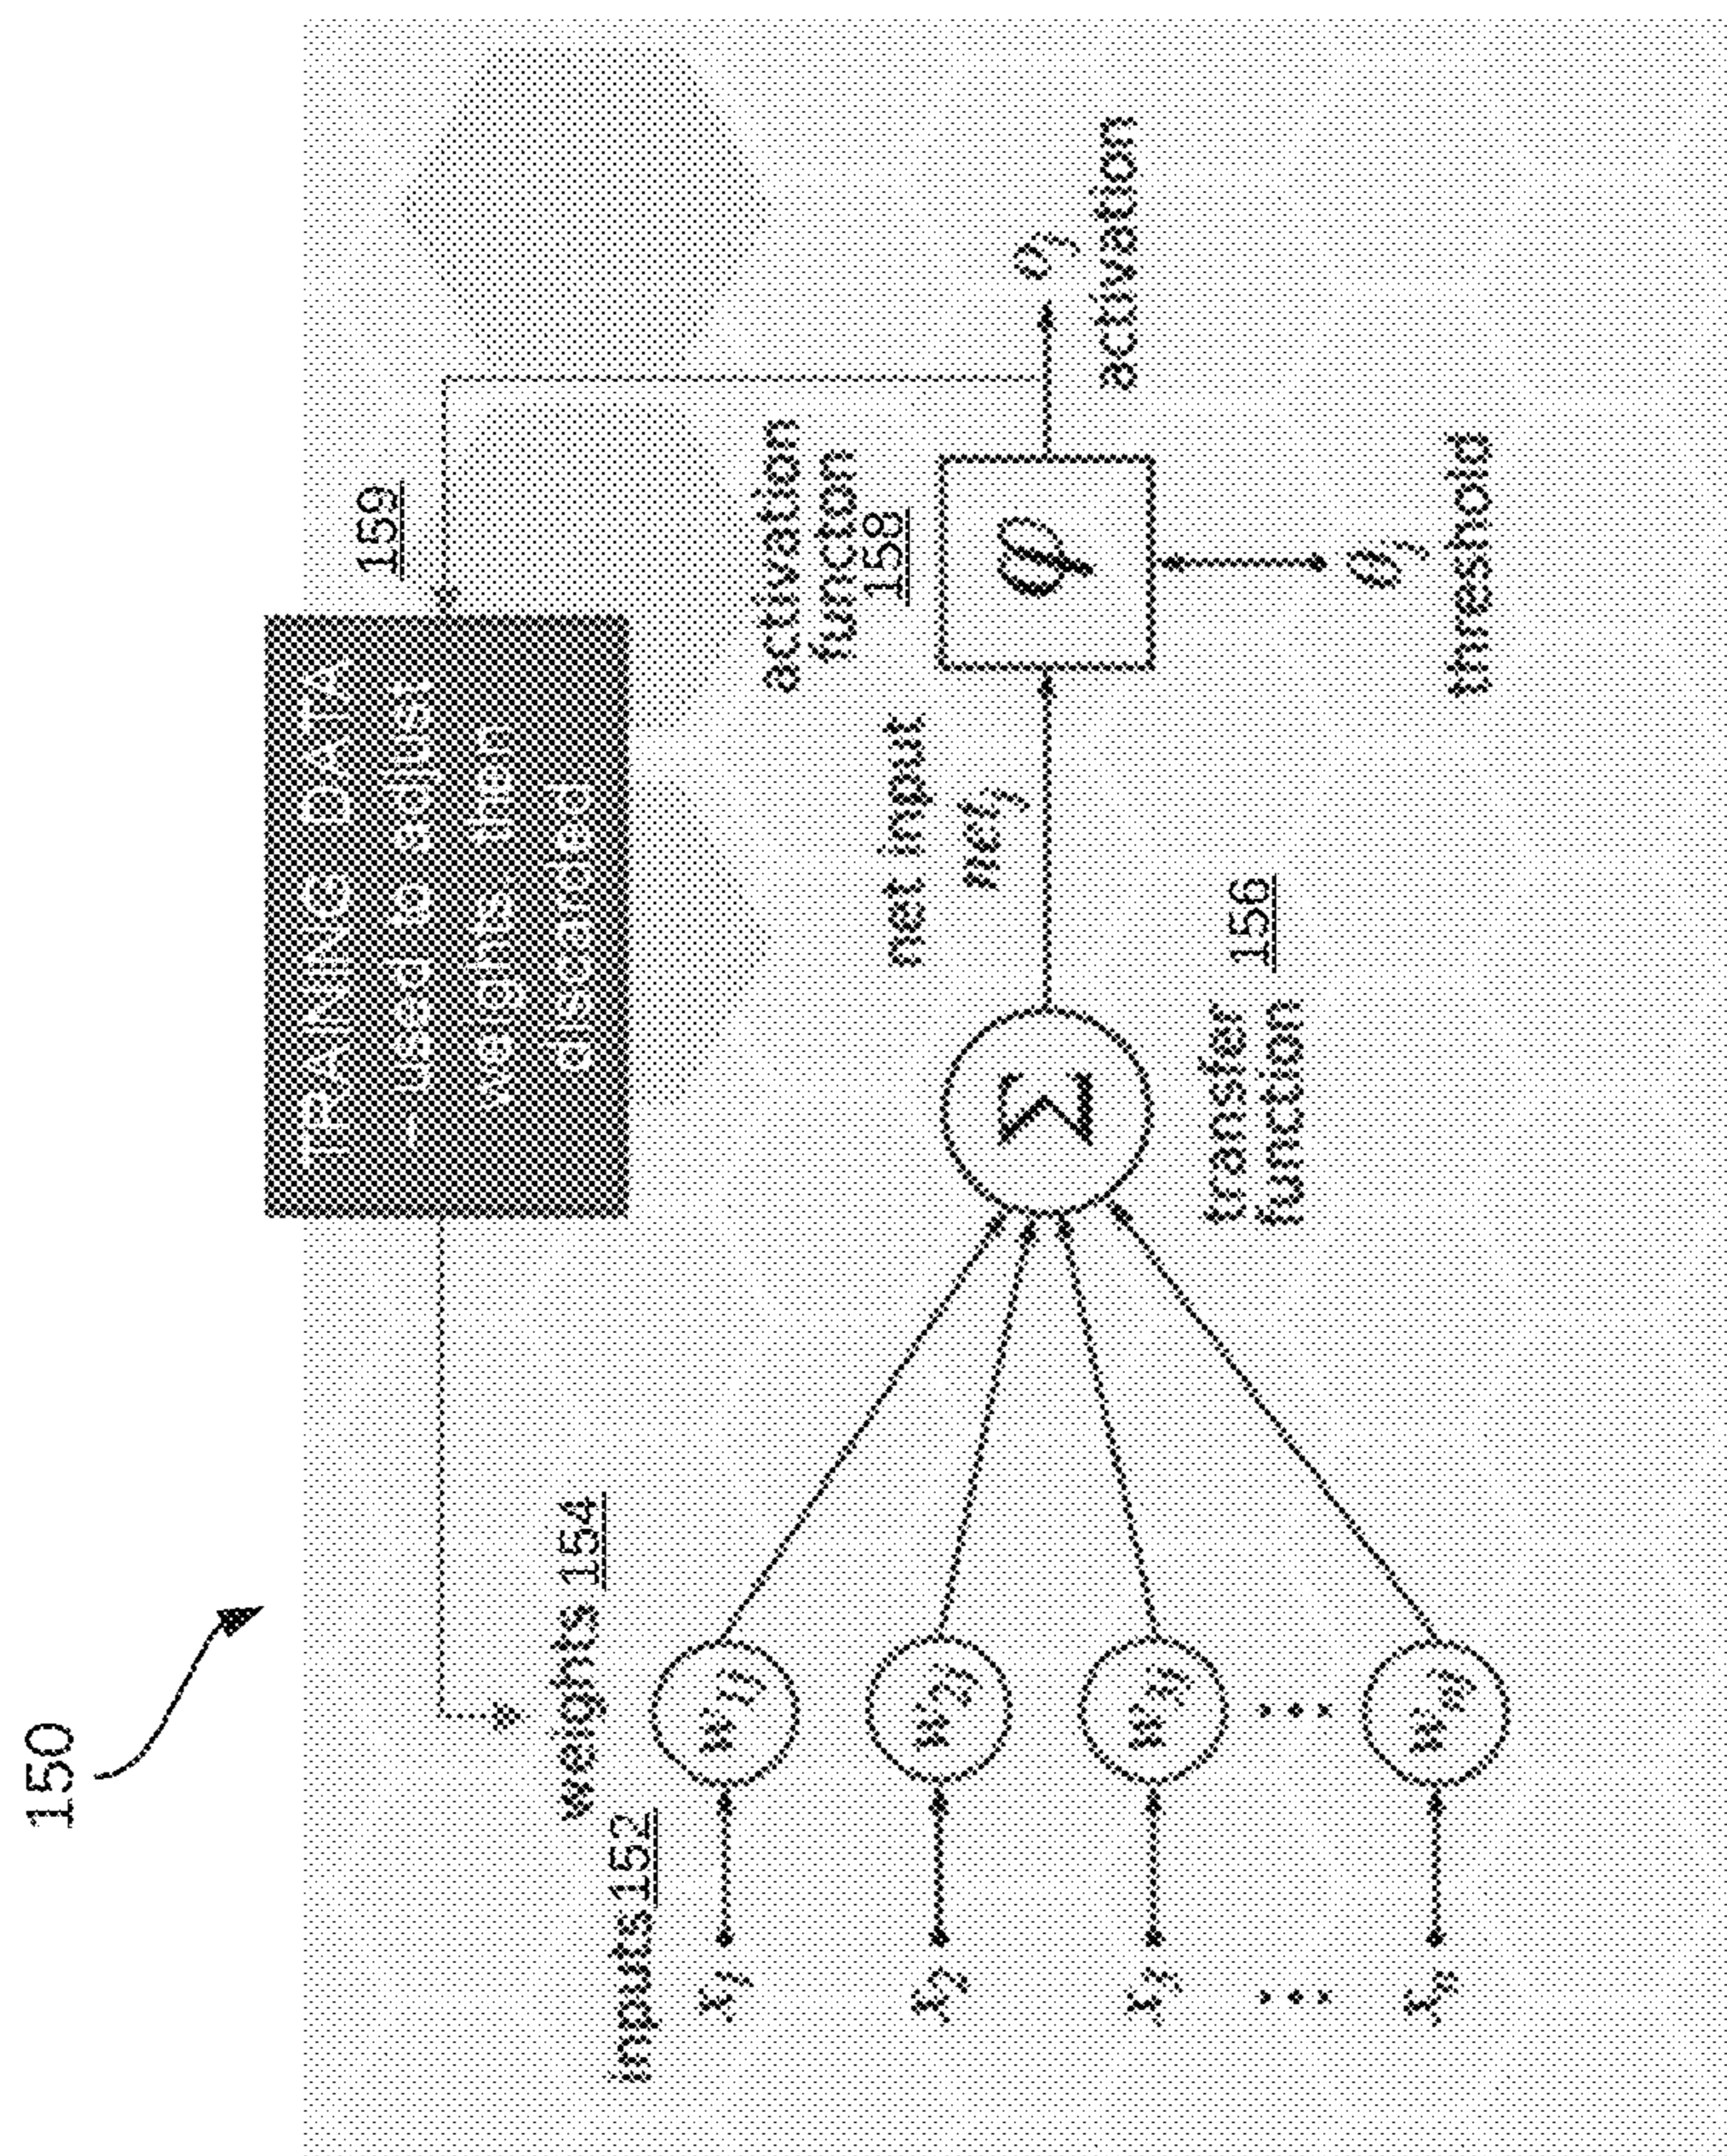 150
159
TRAINING DATA
– used to adjust
weights then
discarded
weights 154
inputs 152
x₁
w₁ⱼ
x₂
w₂ⱼ
x₃
w₃ⱼ
⋮
⋮
xₙ
wₙⱼ
Σ
transfer
function
156
net input
netⱼ
activation
functon
158
φ
oⱼ
activation
θⱼ
threshold